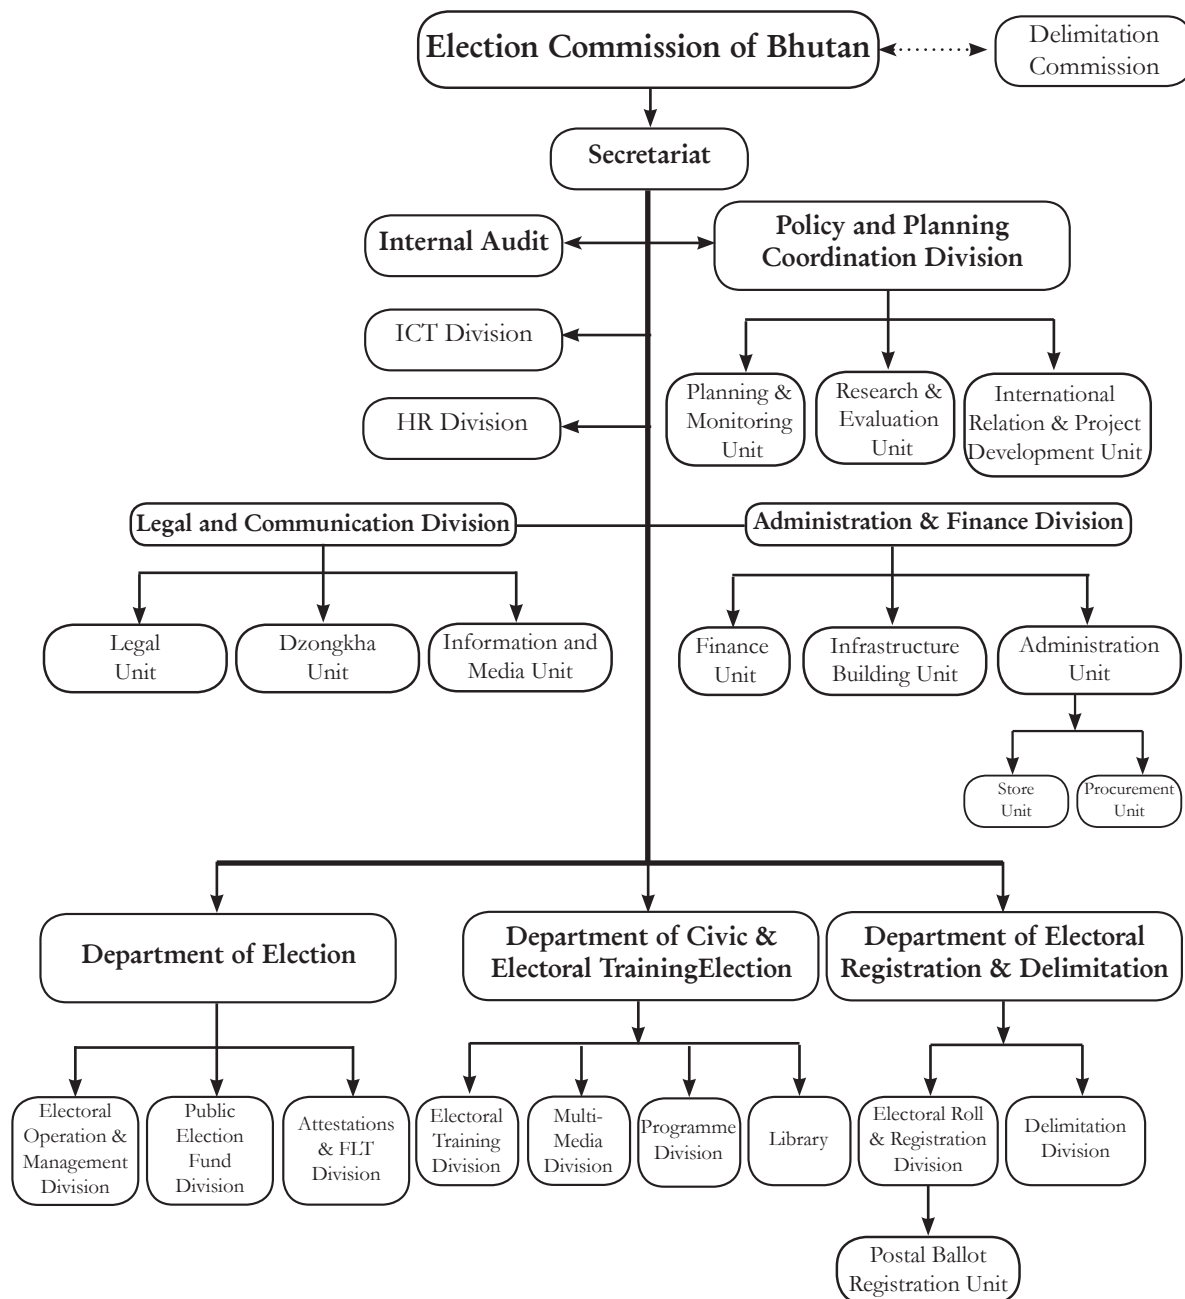 Election Commission of Bhutan
Delimitation
Commission
Secretariat
Internal Audit
Policy and Planning
Coordination Division
ICT Division
HR Division
Planning &
Monitoring
Unit
Research &
Evaluation
Unit
International
Relation & Project
Development Unit
Legal and Communication Division
Administration & Finance Division
Legal
Unit
Dzongkha
Unit
Information and
Media Unit
Finance
Unit
Infrastructure
Building Unit
Administration
Unit
Store
Unit
Procurement
Unit
Department of Election
Department of Civic &
Electoral TrainingElection
Department of Electoral
Registration & Delimitation
Electoral
Operation &
Management
Division
Public
Election
Fund
Division
Attestations
& FLT
Division
Electoral
Training
Division
Multi-
Media
Division
Programme
Division
Library
Electoral Roll
& Registration
Division
Delimitation
Division
Postal Ballot
Registration Unit